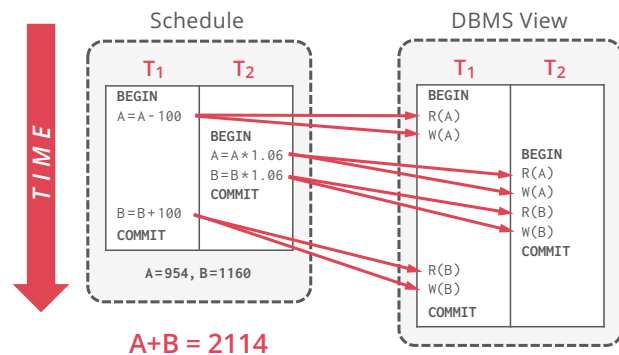 Schedule
DBMS View
TIME
T1
T2
BEGIN
A=A-100
BEGIN
A=A*1.06
B=B*1.06
COMMIT
B=B+100
COMMIT
A=954, B=1160
A+B = 2114
T1
T2
BEGIN
R(A)
W(A)
BEGIN
R(A)
W(A)
R(B)
W(B)
COMMIT
R(B)
W(B)
COMMIT